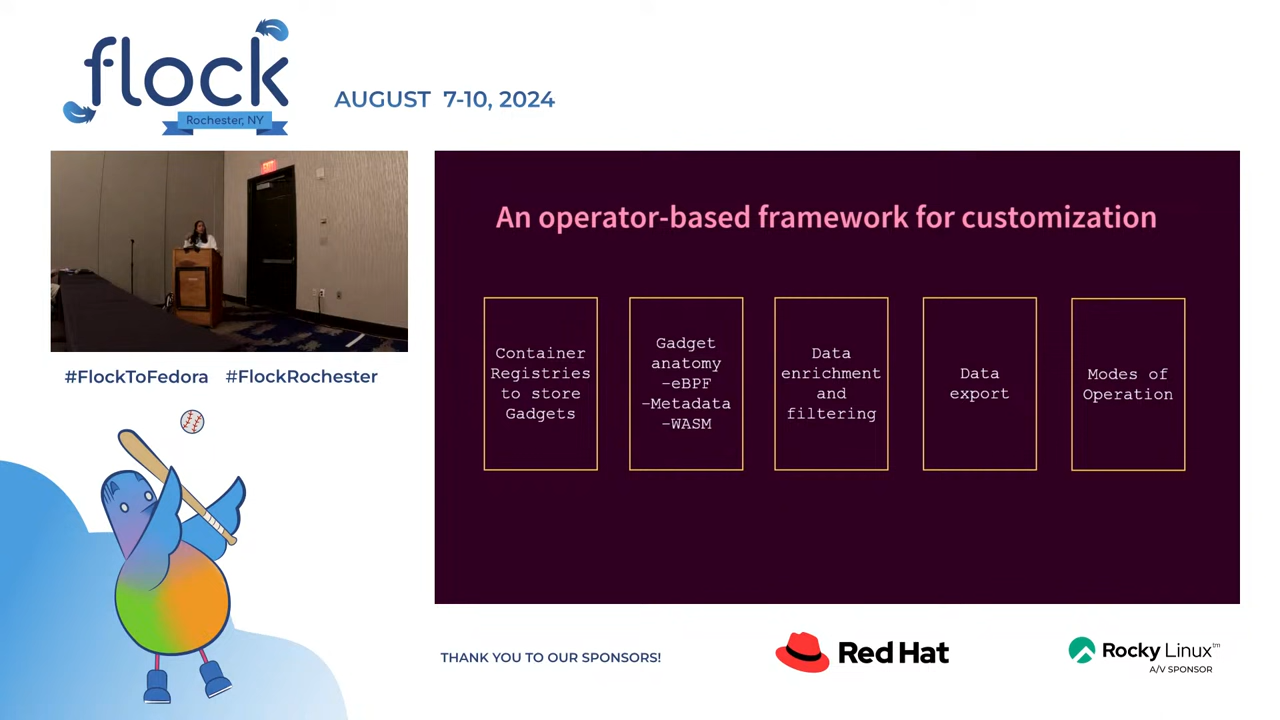 flock
Rochester, NY
AUGUST 7-10, 2024
EXIT
#FlockToFedora #FlockRochester
An operator-based framework for customization
Container
Registries
to store
Gadgets
Gadget
anatomy
-eBPF
-Metadata
-WASM
Data
enrichment
and
filtering
Data
export
Modes of
Operation
THANK YOU TO OUR SPONSORS!
Red Hat
Rocky Linux™
A/V SPONSOR